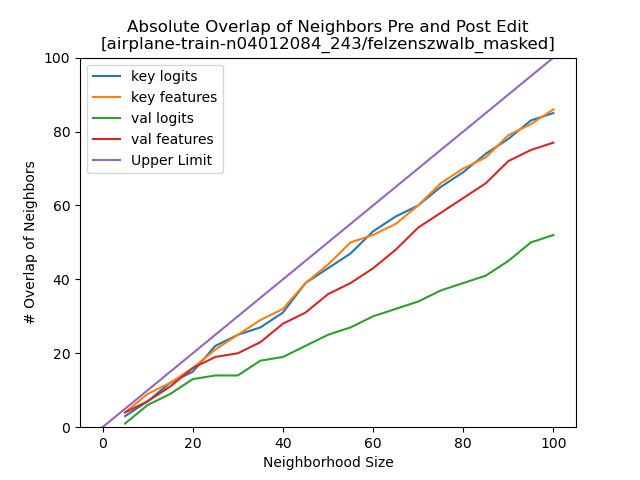 Absolute Overlap of Neighbors Pre and Post Edit
[airplane-train-n04012084_243/felzenszwalb_masked]
key logits
key features
val logits
val features
Upper Limit
# Overlap of Neighbors
100
80
60
40
20
0
0 20 40 60 80 100
Neighborhood Size